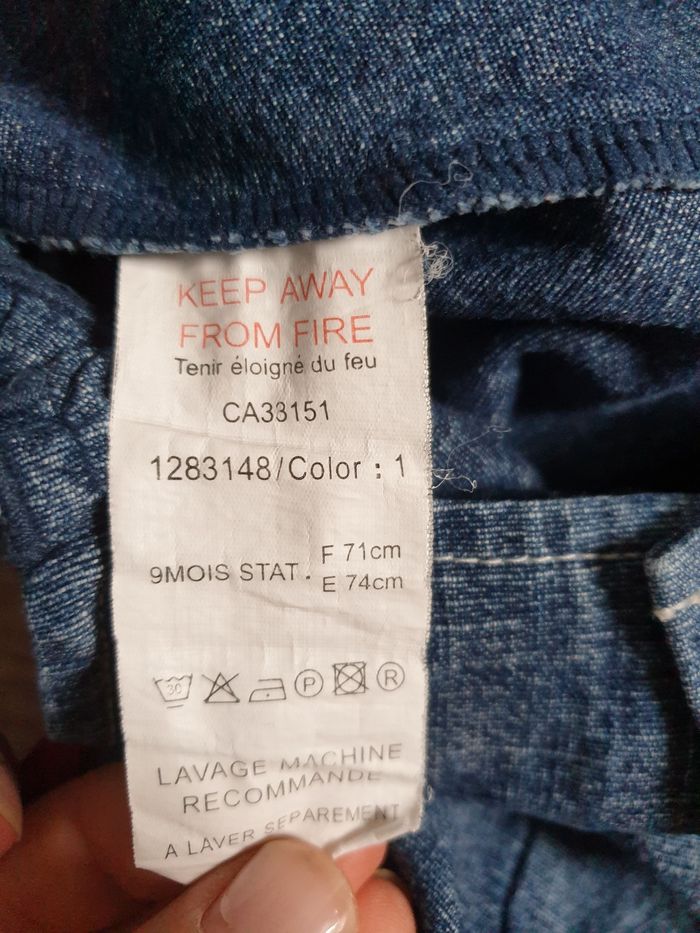 KEEP AWAY
FROM FIRE
Tenir éloigné du feu
CA33151
1283148/Color : 1
9MOIS STAT. F 71cm
E 74cm
30 P R
LAVAGE MACHINE
RECOMMANDE
A LAVER SEPAREMENT